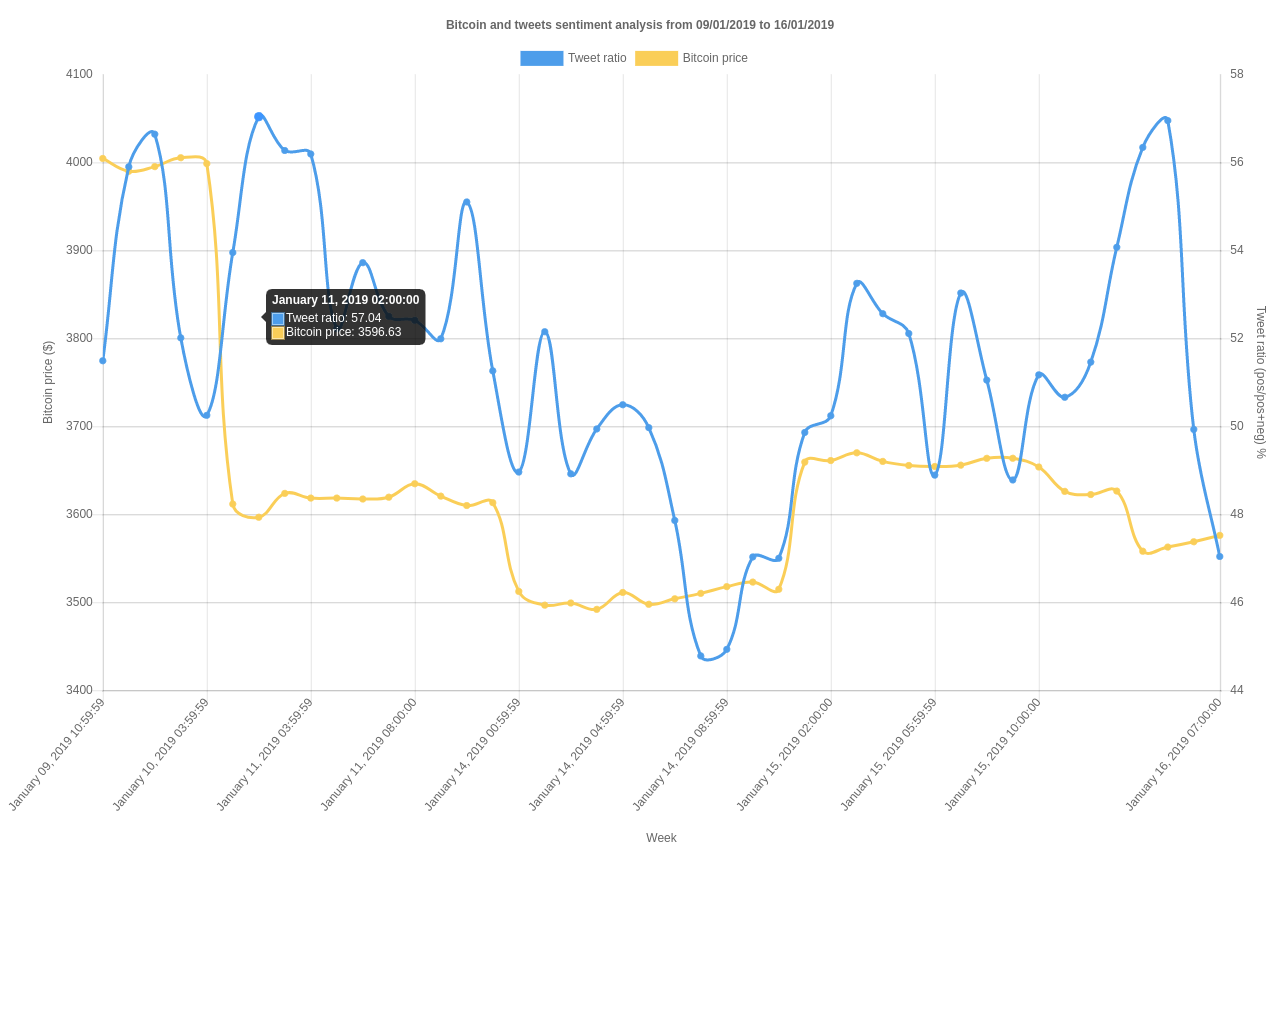 Bitcoin and tweets sentiment analysis from 09/01/2019 to 16/01/2019
Tweet ratio Bitcoin price
4100
4000
3900
3800
3700
3600
3500
3400
Bitcoin price ($)
58
56
54
52
50
48
46
44
Tweet ratio (pos/pos+neg) %
January 11, 2019 02:00:00
Tweet ratio: 57.04
Bitcoin price: 3596.63
January 09, 2019 10:59:59
January 10, 2019 03:59:59
January 11, 2019 03:59:59
January 11, 2019 08:00:00
January 14, 2019 00:59:59
January 14, 2019 04:59:59
January 14, 2019 08:59:59
January 15, 2019 02:00:00
January 15, 2019 05:59:59
January 15, 2019 10:00:00
January 16, 2019 07:00:00
Week